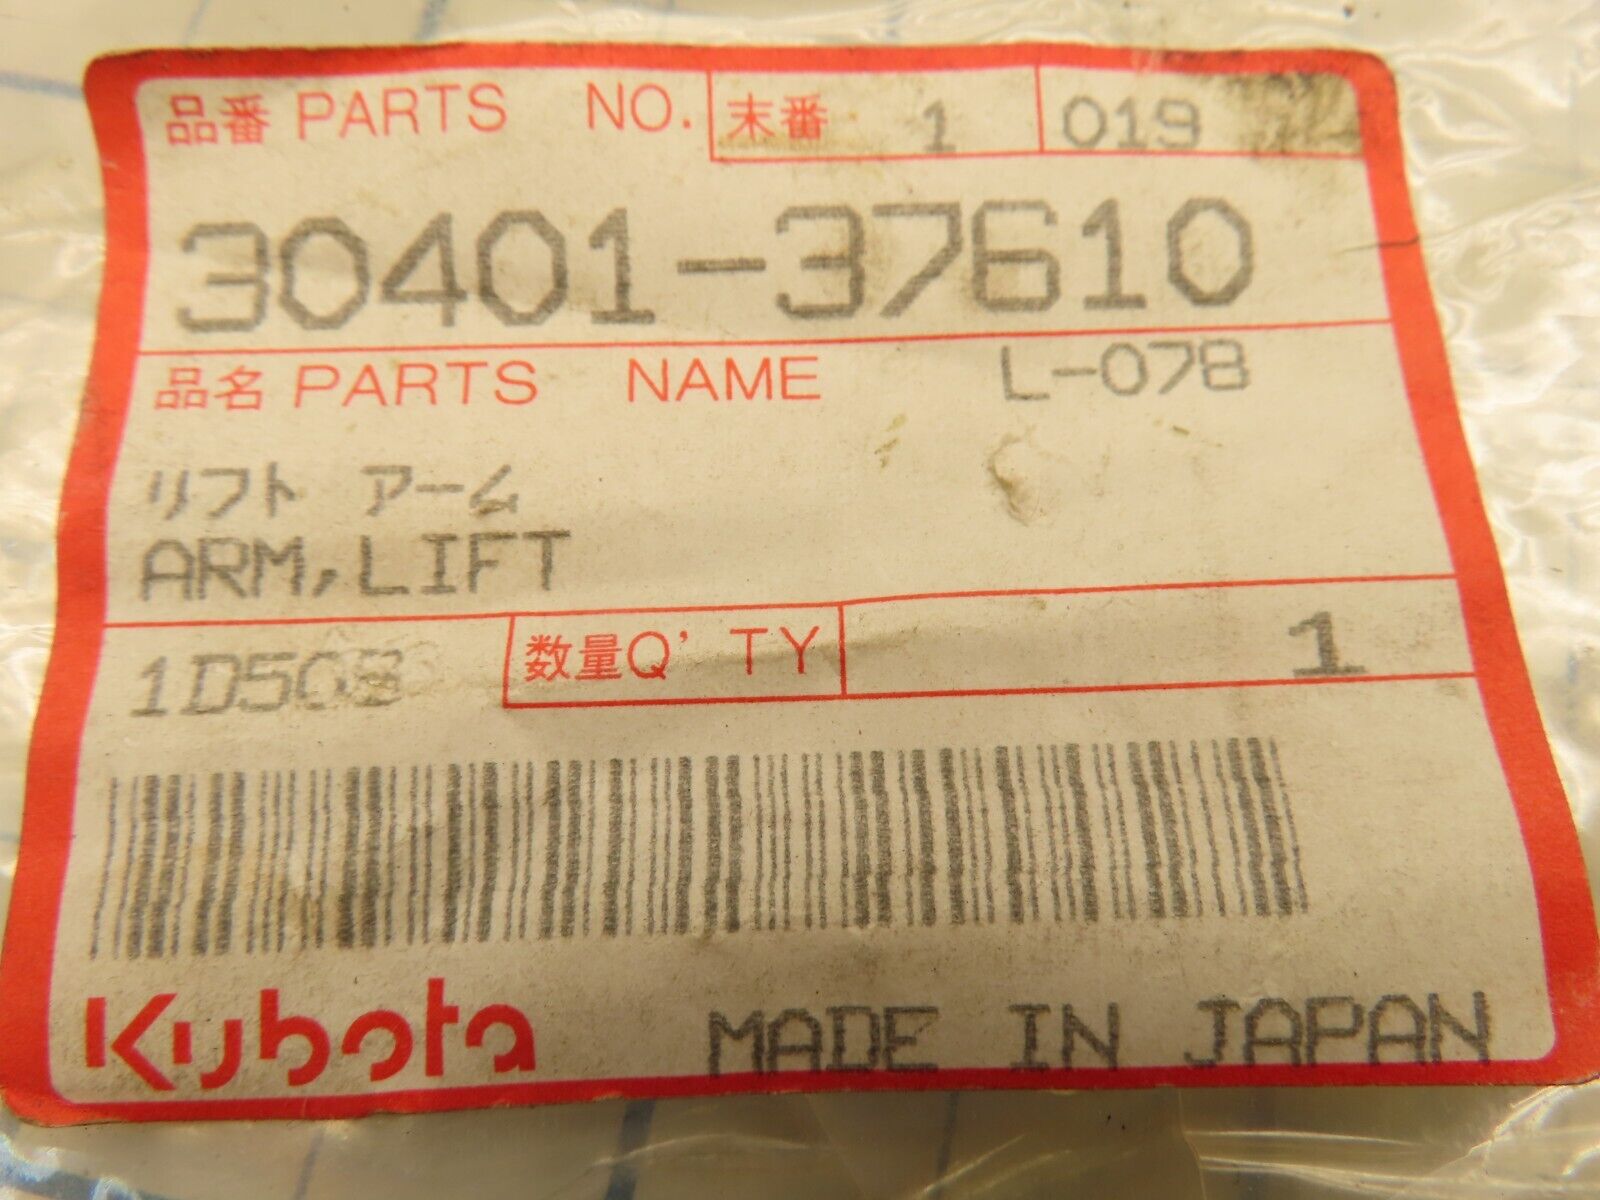 品番 PARTS NO. 末番 1 019
30401-37610
品名 PARTS NAME L-07B
リフト アーム
ARM,LIFT
数量Q'TY 1
Kubota MADE IN JAPAN